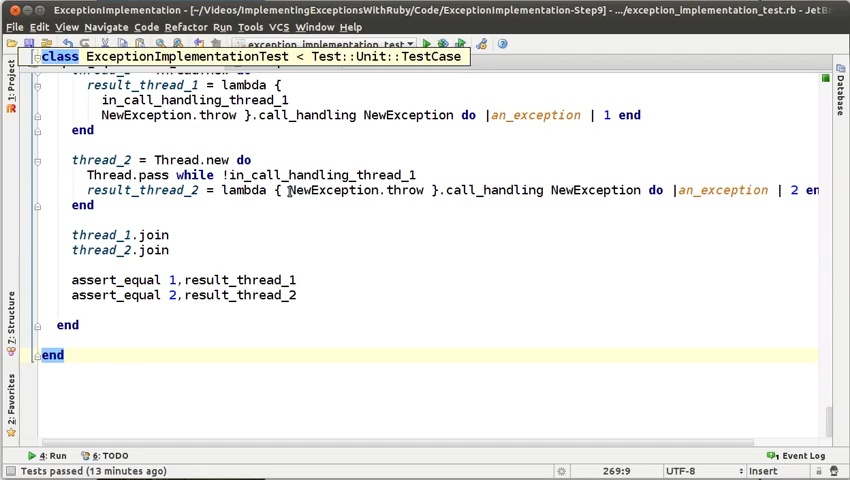 ExceptionImplementation - [~/Videos/ImplementingExceptionsWithRuby/Code/ExceptionImplementation-Step9] - .../exception_implementation_test.rb - JetB
File Edit View Navigate Code Refactor Run Tools VCS Window Help
exception_implementation_test
class ExceptionImplementationTest < Test::Unit::TestCase
result_thread_1 = lambda {
in_call_handling_thread_1
NewException.throw }.call_handling NewException do |an_exception | 1 end
end
thread_2 = Thread.new do
Thread.pass while !in_call_handling_thread_1
result_thread_2 = lambda { NewException.throw }.call_handling NewException do |an_exception | 2 en
end
thread_1.join
thread_2.join
assert_equal 1,result_thread_1
assert_equal 2,result_thread_2
end
end
1: Project
7: Structure
2: Favorites
Database
4: Run 6: TODO Event Log
Tests passed (13 minutes ago) 269:9 UTF-8 Insert